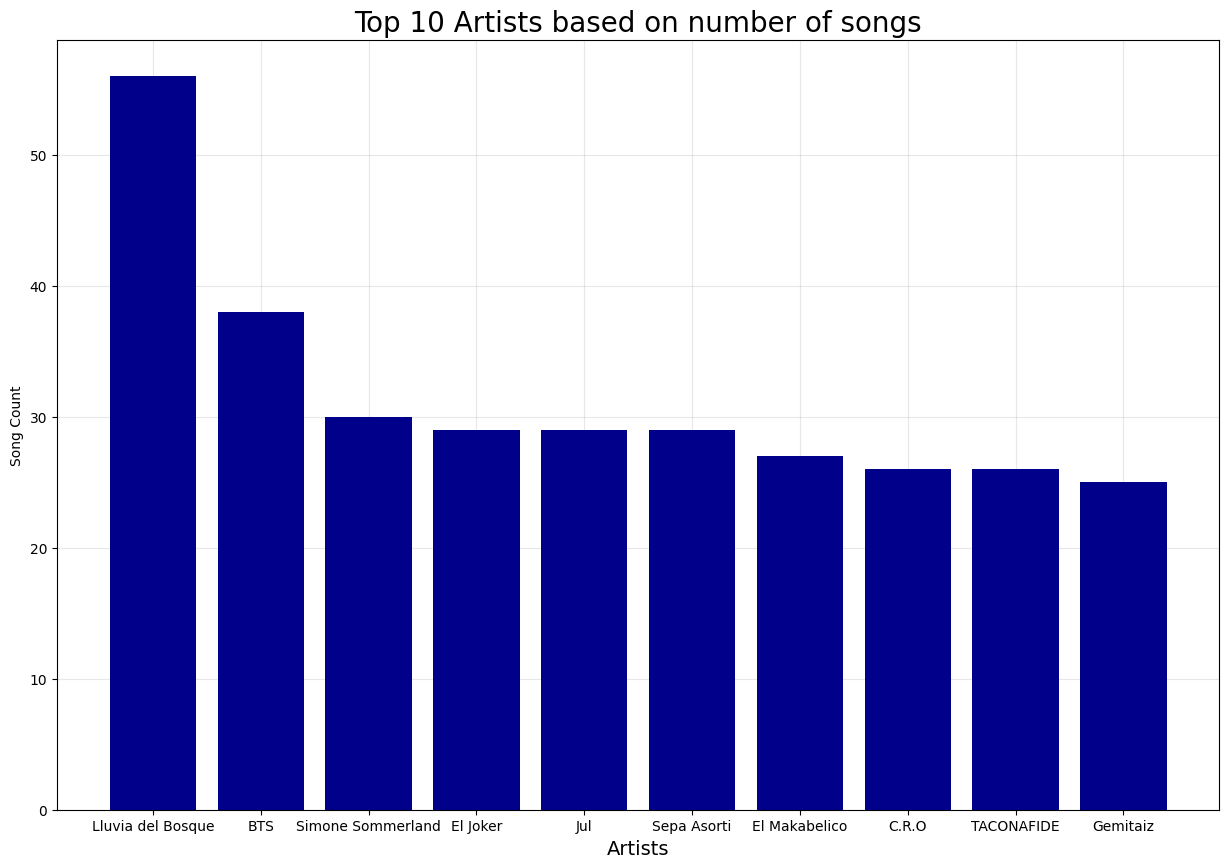 Top 10 Artists based on number of songs
Song Count
50
40
30
20
10
0
Lluvia del Bosque BTS Simone Sommerland El Joker Jul Sepa Asorti El Makabelico C.R.O TACONAFIDE Gemitaiz
Artists